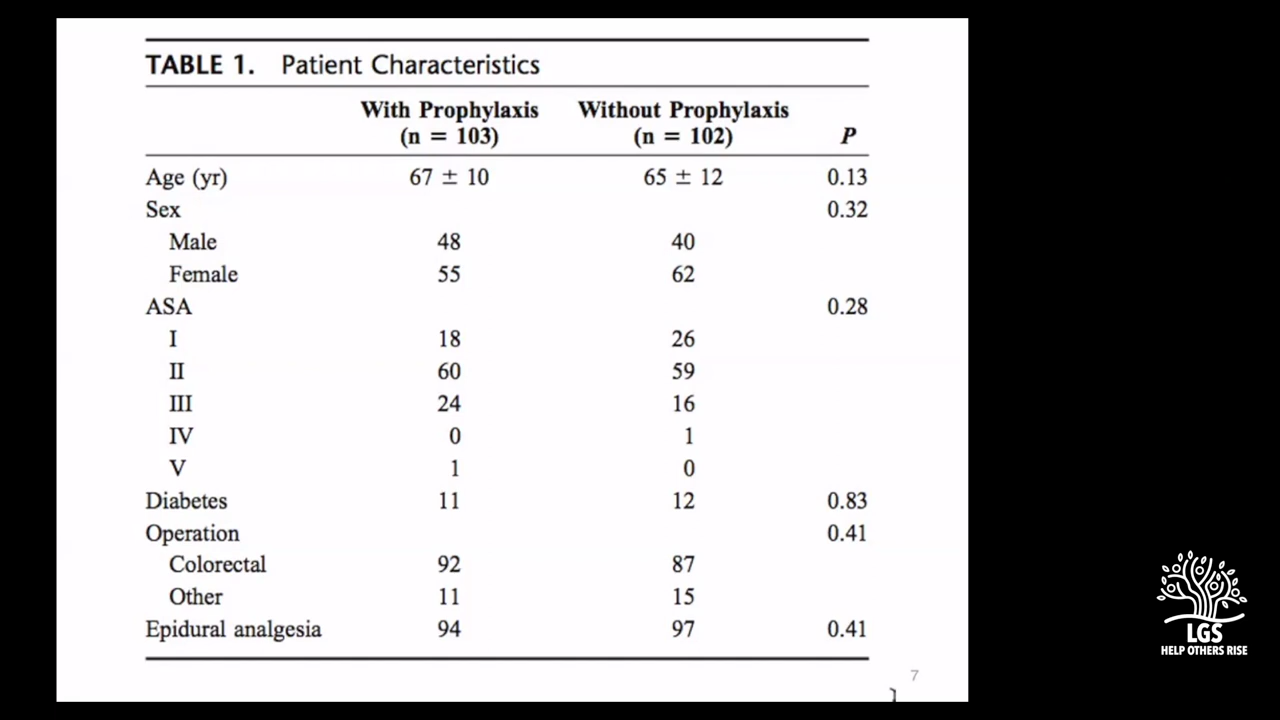 TABLE 1. Patient Characteristics
With Prophylaxis Without Prophylaxis
(n = 103) (n = 102) P
Age (yr) 67 ± 10 65 ± 12 0.13
Sex 0.32
Male 48 40
Female 55 62
ASA 0.28
I 18 26
II 60 59
III 24 16
IV 0 1
V 1 0
Diabetes 11 12 0.83
Operation 0.41
Colorectal 92 87
Other 11 15
Epidural analgesia 94 97 0.41
7
LGS
HELP OTHERS RISE